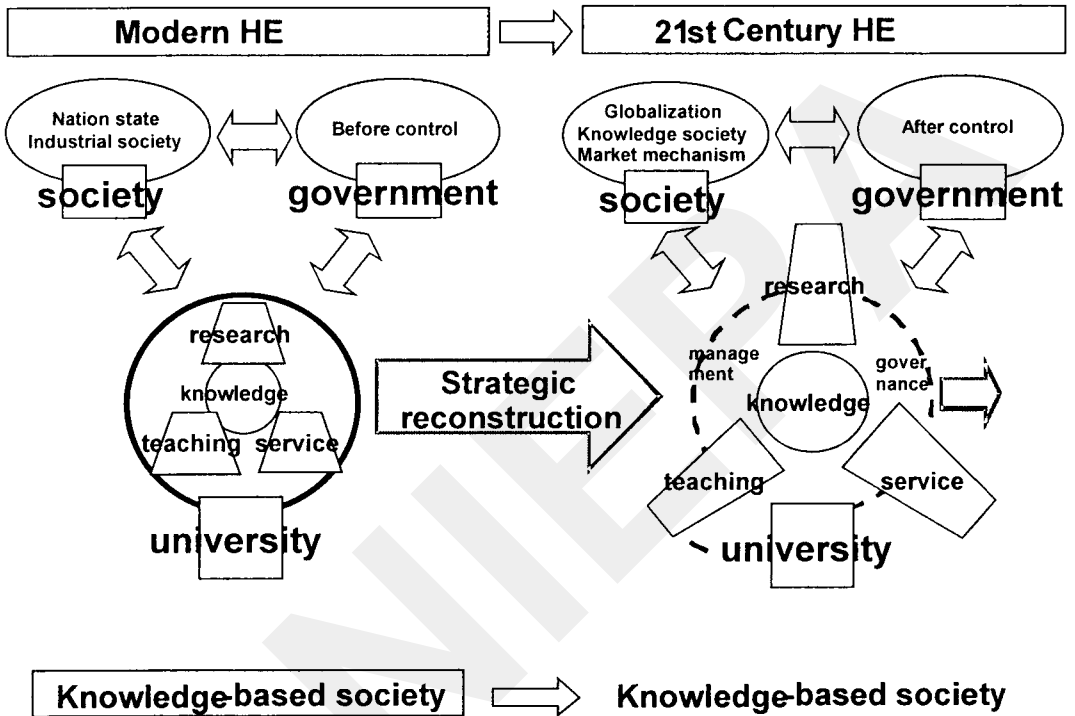 Modern HE
21st Century HE
Nation state
Industrial society
society
Before control
government
Globalization
Knowledge society
Market mechanism
society
After control
government
research
knowledge
teaching
service
university
Strategic
reconstruction
research
manage
ment
gover
nance
knowledge
teaching
service
university
Knowledge-based society
Knowledge-based society
NIEPA